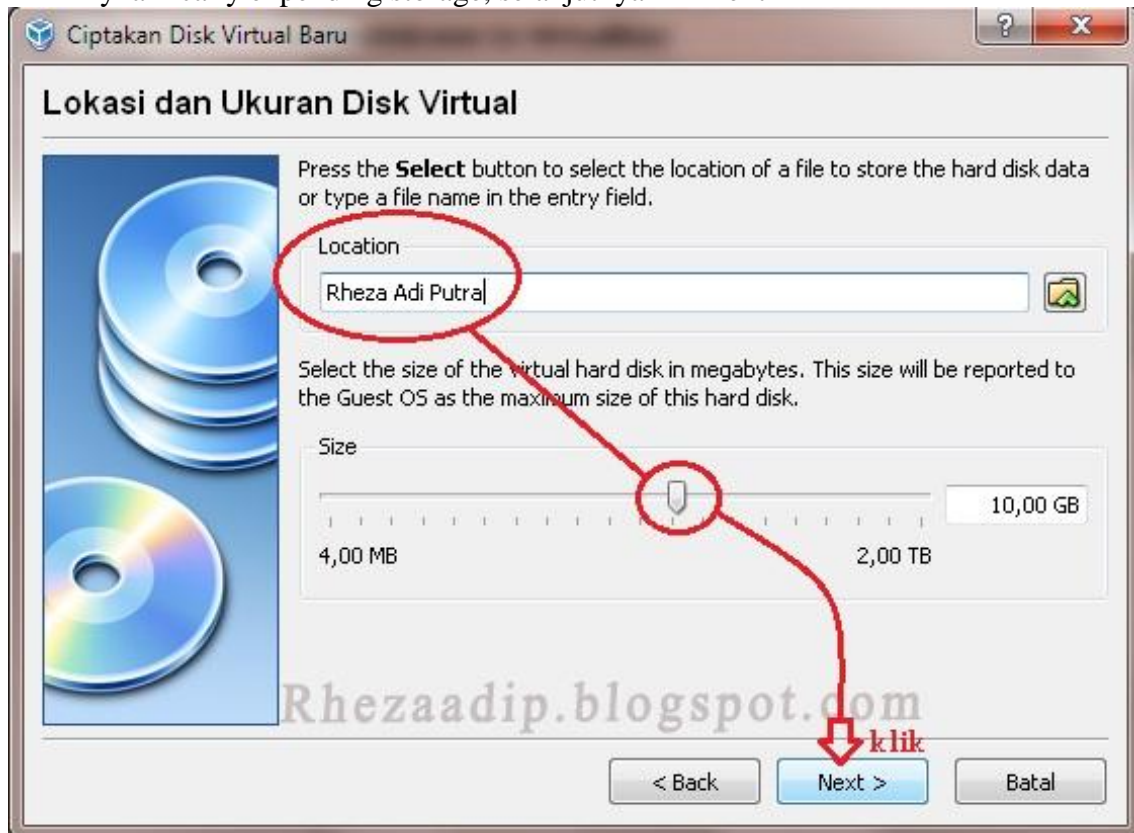 storage, selanjutnya
Ciptakan Disk Virtual Baru
Lokasi dan Ukuran Disk Virtual
Press the Select button to select the location of a file to store the hard disk data
or type a file name in the entry field.
Location
Rheza Adi Putra
Select the size of the virtual hard disk in megabytes. This size will be reported to
the Guest OS as the maximum size of this hard disk.
Size
10,00 GB
4,00 MB 2,00 TB
Rhezaadip.blogspot.com
klik
< Back Next > Batal